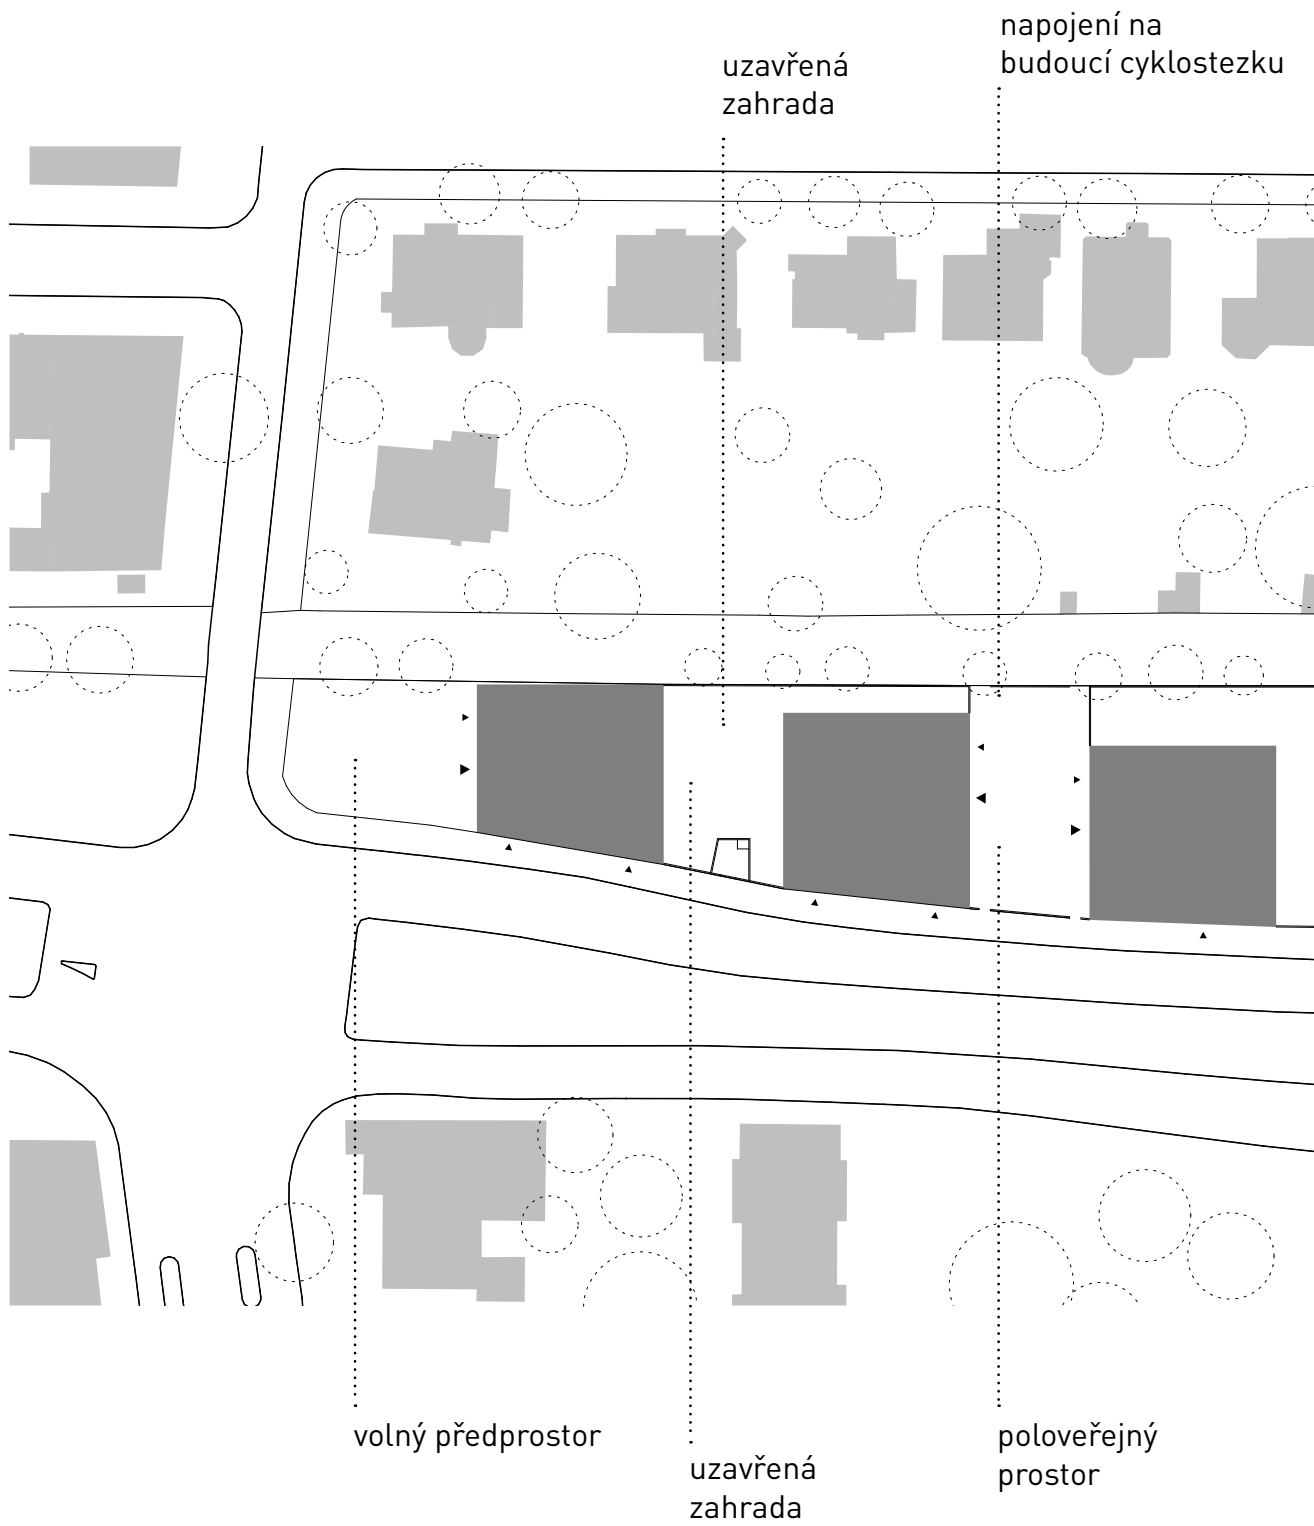 napojení na
budoucí cyklostezku
uzavřená
zahrada
volný předprostor
uzavřená
zahrada
poloveřejný
prostor